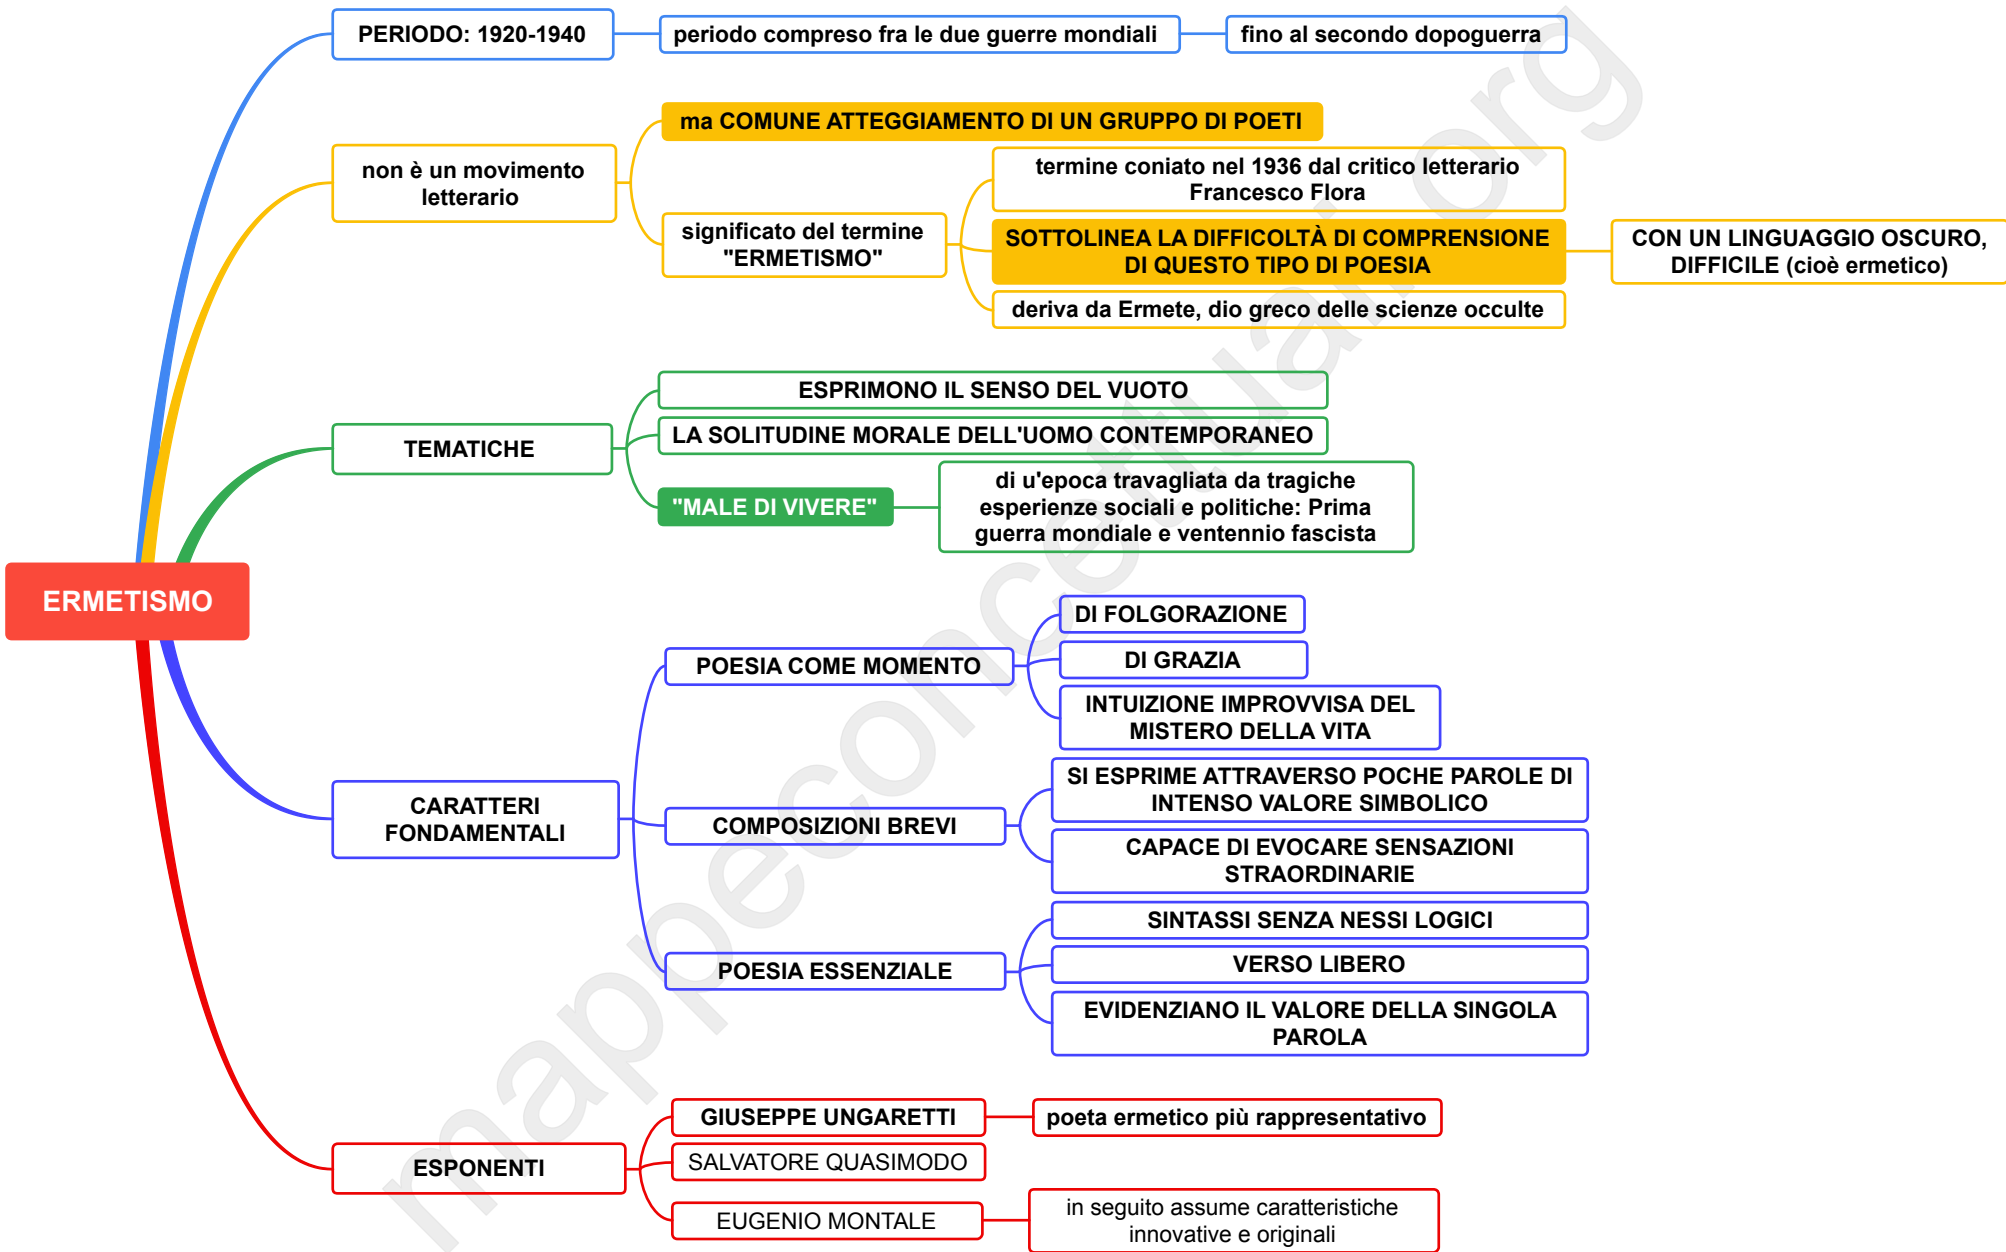 PERIODO: 1920-1940
periodo compreso fra le due guerre mondiali
fino al secondo dopoguerra
non è un movimento
letterario
ma COMUNE ATTEGGIAMENTO DI UN GRUPPO DI POETI
significato del termine
"ERMETISMO"
termine coniato nel 1936 dal critico letterario
Francesco Flora
SOTTOLINEA LA DIFFICOLTÀ DI COMPRENSIONE
DI QUESTO TIPO DI POESIA
CON UN LINGUAGGIO OSCURO,
DIFFICILE (cioè ermetico)
deriva da Ermete, dio greco delle scienze occulte
TEMATICHE
ESPRIMONO IL SENSO DEL VUOTO
LA SOLITUDINE MORALE DELL'UOMO CONTEMPORANEO
"MALE DI VIVERE"
di u'epoca travagliata da tragiche
esperienze sociali e politiche: Prima
guerra mondiale e ventennio fascista
ERMETISMO
CARATTERI
FONDAMENTALI
POESIA COME MOMENTO
DI FOLGORAZIONE
DI GRAZIA
INTUIZIONE IMPROVVISA DEL
MISTERO DELLA VITA
COMPOSIZIONI BREVI
SI ESPRIME ATTRAVERSO POCHE PAROLE DI
INTENSO VALORE SIMBOLICO
CAPACE DI EVOCARE SENSAZIONI
STRAORDINARIE
POESIA ESSENZIALE
SINTASSI SENZA NESSI LOGICI
VERSO LIBERO
EVIDENZIANO IL VALORE DELLA SINGOLA
PAROLA
ESPONENTI
GIUSEPPE UNGARETTI
poeta ermetico più rappresentativo
SALVATORE QUASIMODO
EUGENIO MONTALE
in seguito assume caratteristiche
innovative e originali
mappeconcettuali.org